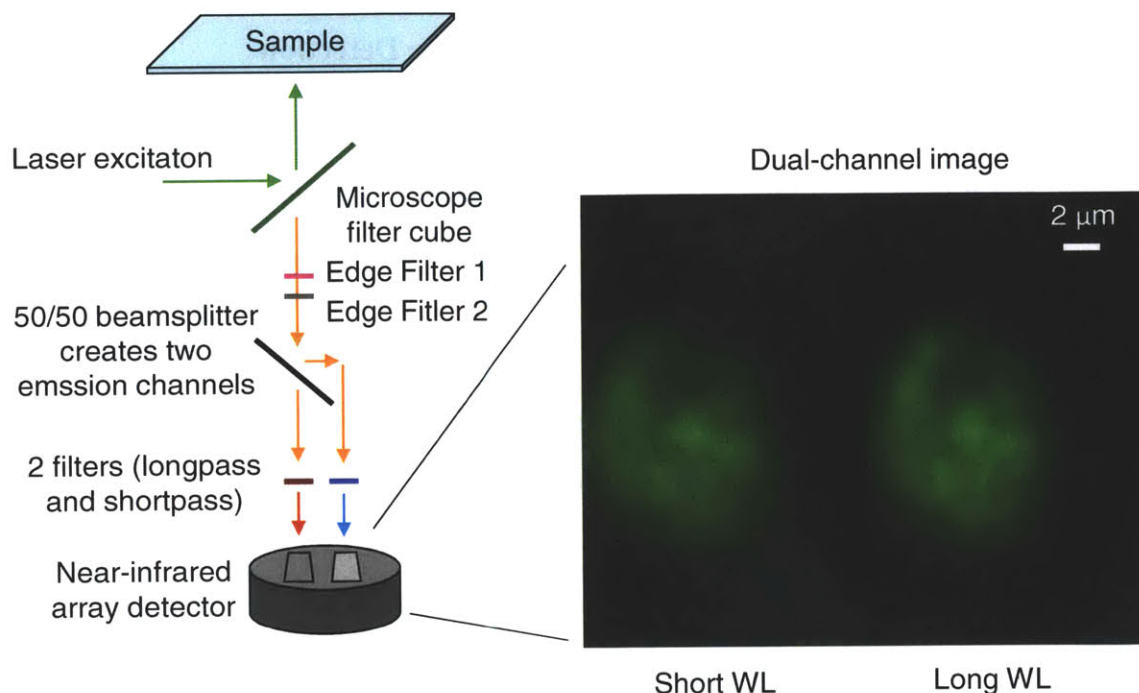 Sample
Laser excitaton
Microscope
filter cube
Edge Filter 1
Edge Fitler 2
50/50 beamsplitter
creates two
emssion channels
2 filters (longpass
and shortpass)
Near-infrared
array detector
Dual-channel image
2 μm
Short WL
Long WL